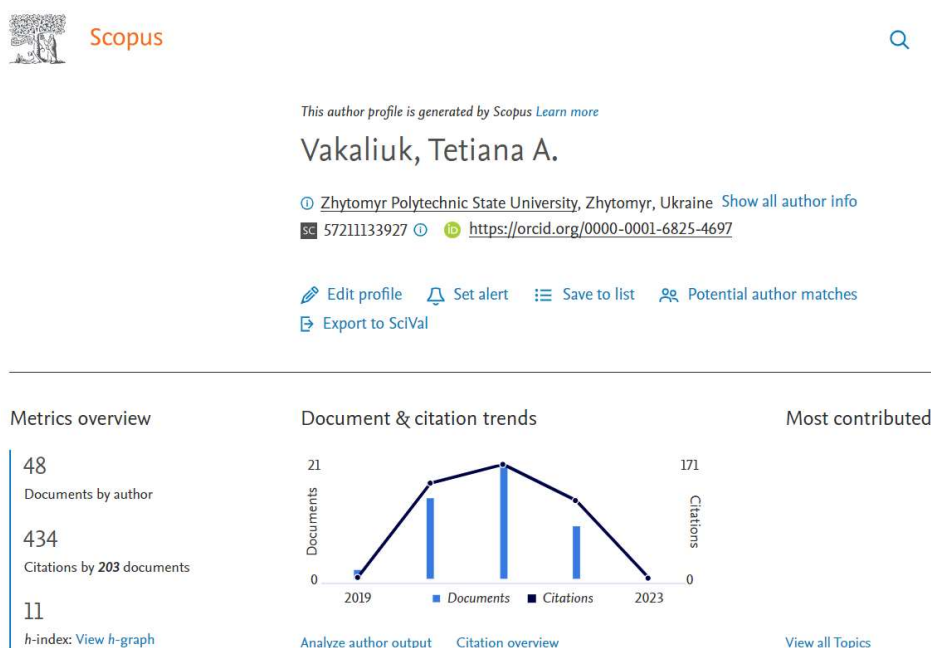 Scopus
This author profile is generated by Scopus Learn more
Vakaliuk, Tetiana A.
Zhytomyr Polytechnic State University, Zhytomyr, Ukraine Show all author info
SC 57211133927 iD https://orcid.org/0000-0001-6825-4697
Edit profile Set alert Save to list Potential author matches
Export to SciVal
Metrics overview
48
Documents by author
434
Citations by 203 documents
11
h-index: View h-graph
Document & citation trends
21
171
Documents
Citations
0
0
2019
Documents Citations
2023
Analyze author output Citation overview
Most contributed
View all Topics